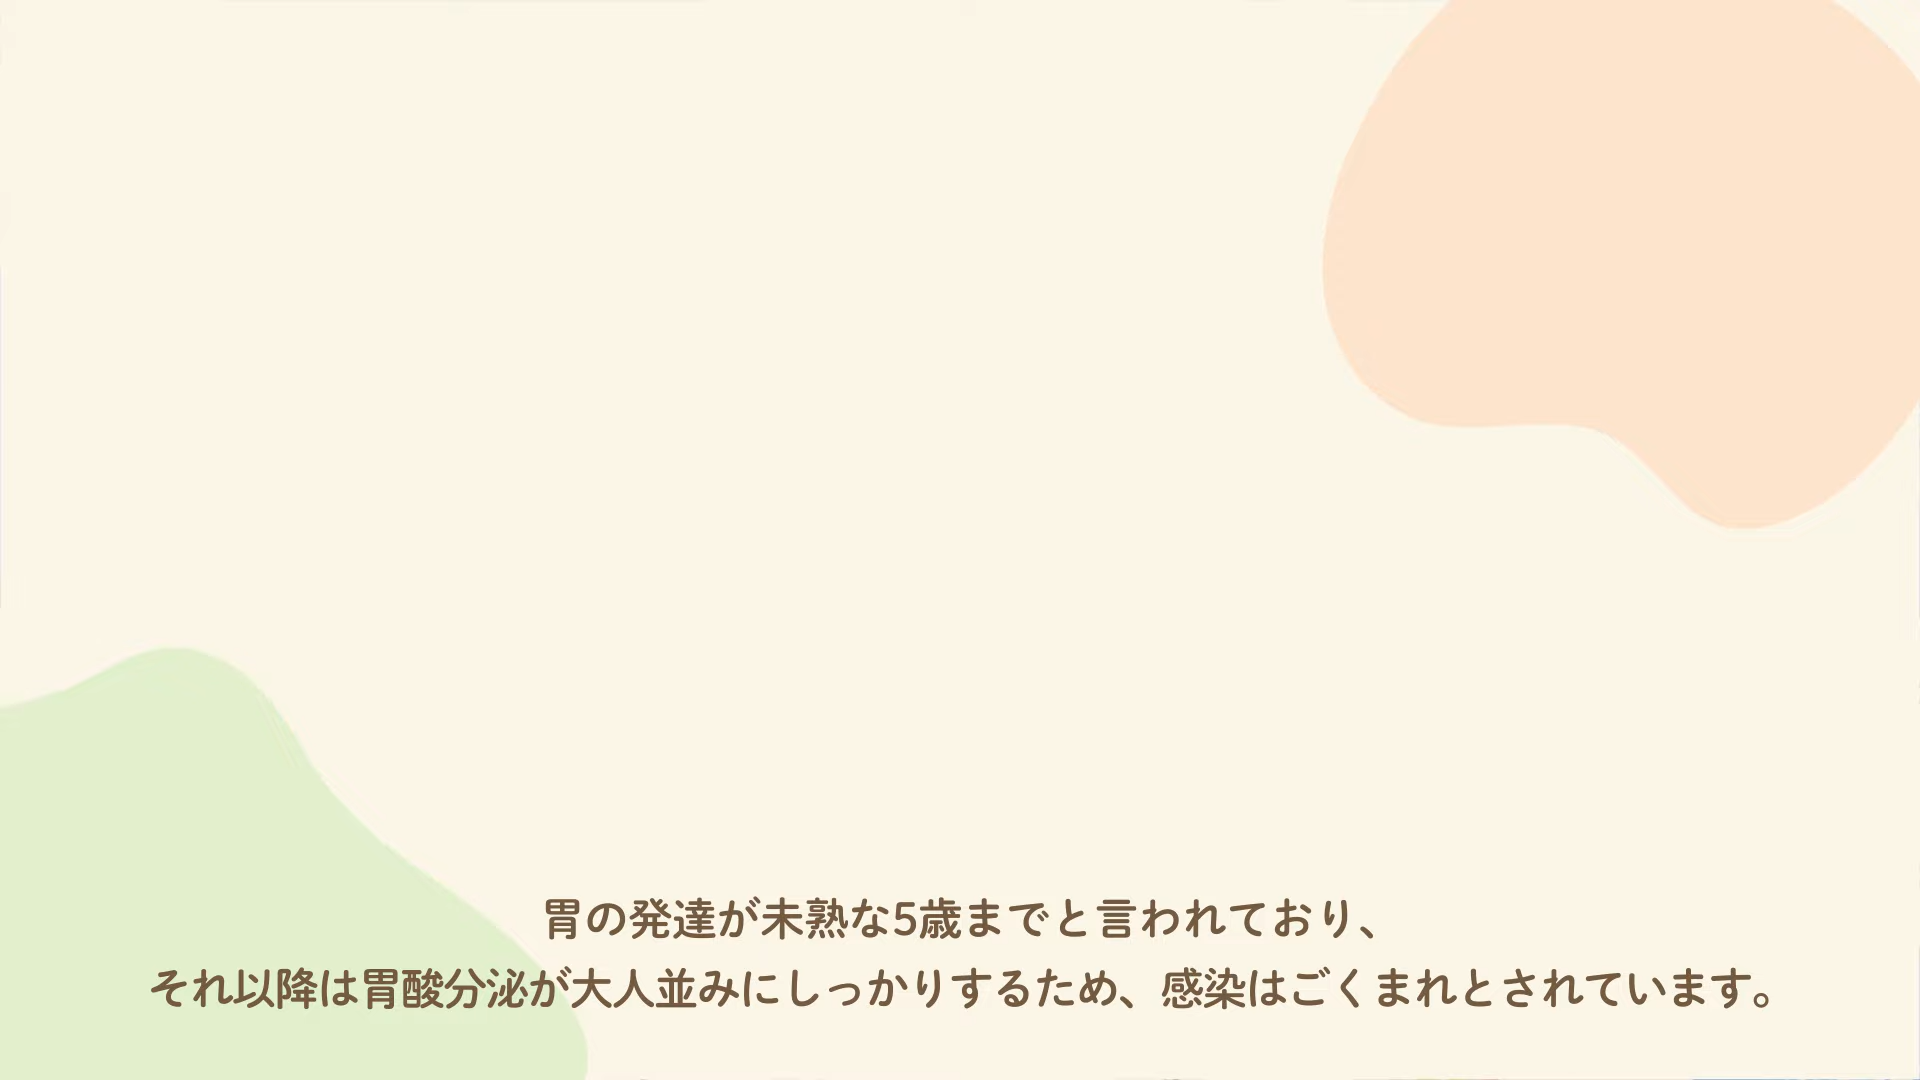 胃の発達が未熟な5歳までと言われており、
それ以降は胃酸分泌が大人並みにしっかりするため、感染はごくまれとされています。